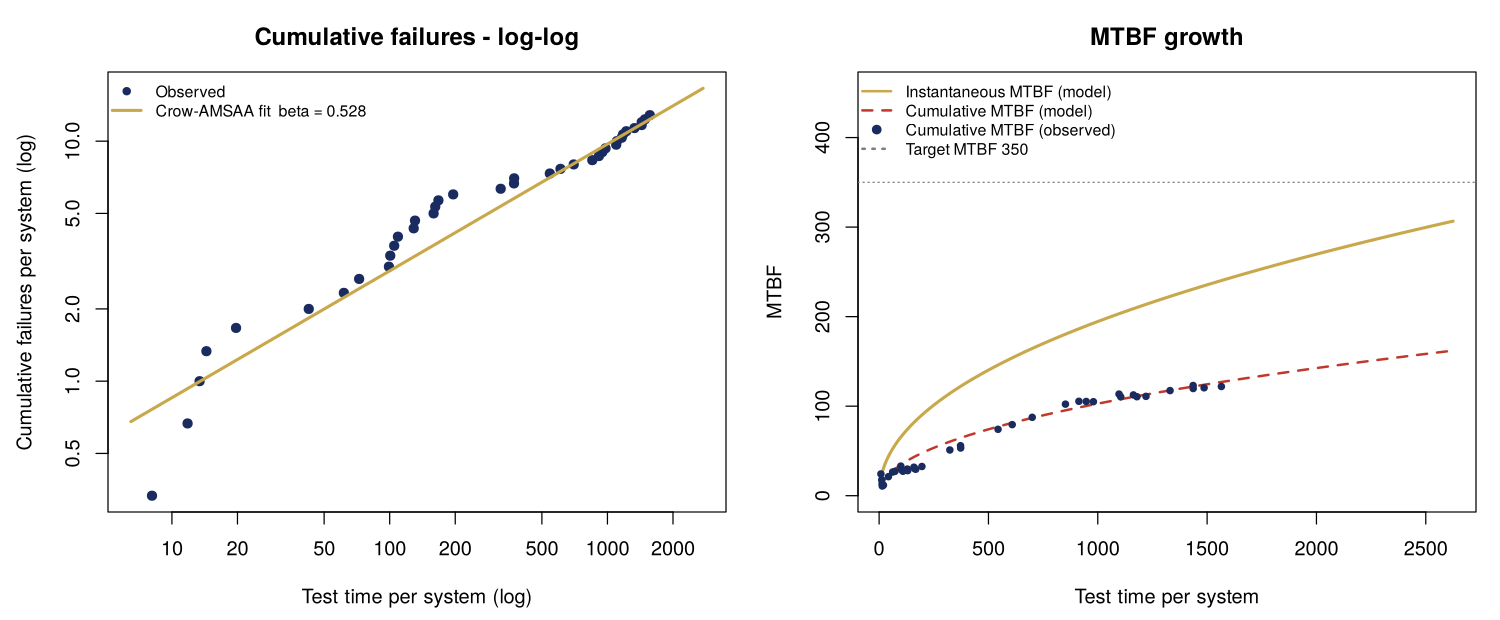 Cumulative failures - log-log
Observed
Crow-AMSAA fit beta = 0.528
Cumulative failures per system (log)
10.0
5.0
2.0
1.0
0.5
10 20 50 100 200 500 1000 2000
Test time per system (log)
MTBF growth
Instantaneous MTBF (model)
Cumulative MTBF (model)
Cumulative MTBF (observed)
Target MTBF 350
MTBF
400
300
200
100
0
0 500 1000 1500 2000 2500
Test time per system